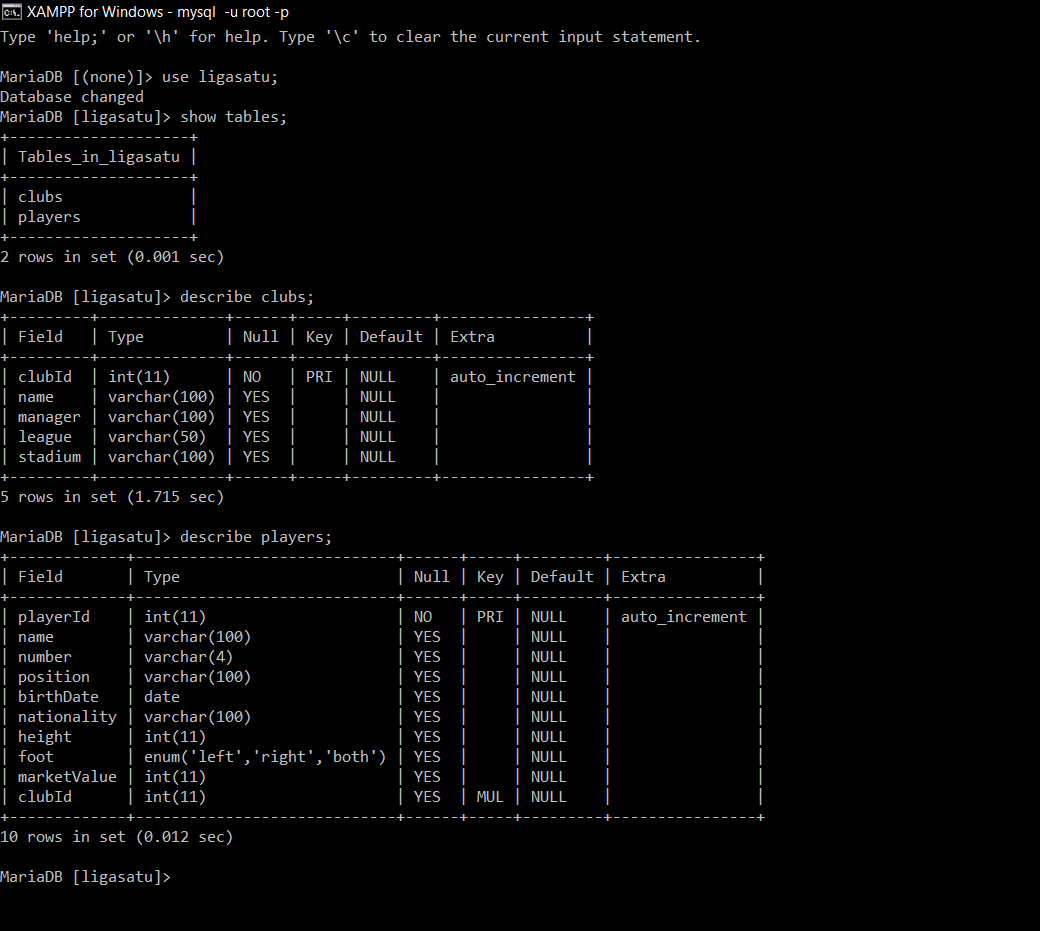 XAMPP for Windows - mysql  -u root -p
Type 'help;' or '\h' for help. Type '\c' to clear the current input statement.
MariaDB [(none)]> use ligasatu;
Database changed
MariaDB [ligasatu]> show tables;
+--------------------+
| Tables_in_ligasatu |
+--------------------+
| clubs              |
| players            |
+--------------------+
2 rows in set (0.001 sec)
MariaDB [ligasatu]> describe clubs;
+---------+--------------+------+-----+---------+----------------+
| Field   | Type         | Null | Key | Default | Extra          |
+---------+--------------+------+-----+---------+----------------+
| clubId  | int(11)      | NO   | PRI | NULL    | auto_increment |
| name    | varchar(100) | YES  |     | NULL    |                |
| manager | varchar(100) | YES  |     | NULL    |                |
| league  | varchar(50)  | YES  |     | NULL    |                |
| stadium | varchar(100) | YES  |     | NULL    |                |
+---------+--------------+------+-----+---------+----------------+
5 rows in set (1.715 sec)
MariaDB [ligasatu]> describe players;
+-------------+-----------------------------+------+-----+---------+----------------+
| Field       | Type                        | Null | Key | Default | Extra          |
+-------------+-----------------------------+------+-----+---------+----------------+
| playerId    | int(11)                     | NO   | PRI | NULL    | auto_increment |
| name        | varchar(100)                | YES  |     | NULL    |                |
| number      | varchar(4)                  | YES  |     | NULL    |                |
| position    | varchar(100)                | YES  |     | NULL    |                |
| birthDate   | date                        | YES  |     | NULL    |                |
| nationality | varchar(100)                | YES  |     | NULL    |                |
| height      | int(11)                     | YES  |     | NULL    |                |
| foot        | enum('left','right','both') | YES  |     | NULL    |                |
| marketValue | int(11)                     | YES  |     | NULL    |                |
| clubId      | int(11)                     | YES  | MUL | NULL    |                |
+-------------+-----------------------------+------+-----+---------+----------------+
10 rows in set (0.012 sec)
MariaDB [ligasatu]>